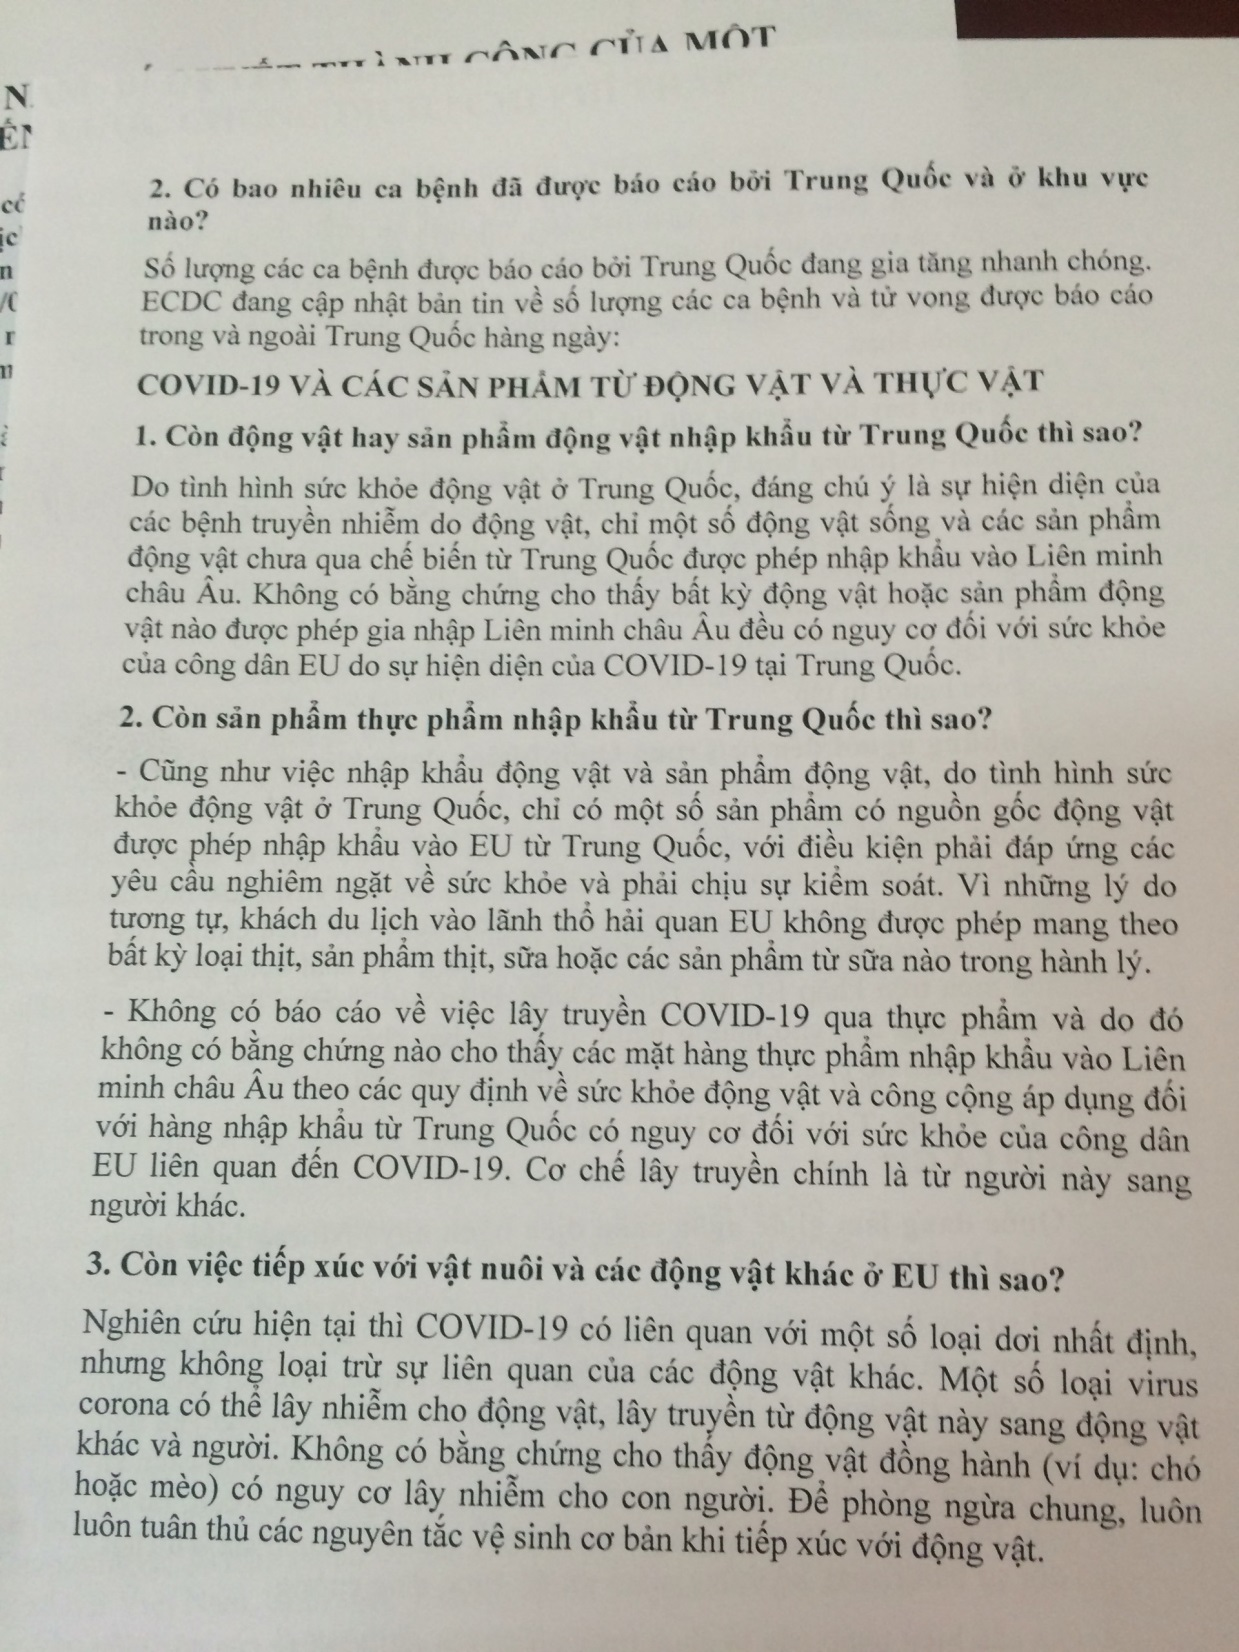 CÔNG CỦA MỘT
2. Có bao nhiêu ca bệnh đã được báo cáo bởi Trung Quốc và ở khu vực
nào?
Số lượng các ca bệnh được báo cáo bởi Trung Quốc đang gia tăng nhanh chóng.
ECDC đang cập nhật bản tin về số lượng các ca bệnh và tử vong được báo cáo
trong và ngoài Trung Quốc hàng ngày:
COVID-19 VÀ CÁC SẢN PHẨM TỪ ĐỘNG VẬT VÀ THỰC VẬT
1. Còn động vật hay sản phẩm động vật nhập khẩu từ Trung Quốc thì sao?
Do tình hình sức khỏe động vật ở Trung Quốc, đáng chú ý là sự hiện diện của
các bệnh truyền nhiễm do động vật, chỉ một số động vật sống và các sản phẩm
động vật chưa qua chế biến từ Trung Quốc được phép nhập khẩu vào Liên minh
châu Âu. Không có bằng chứng cho thấy bất kỳ động vật hoặc sản phẩm động
vật nào được phép gia nhập Liên minh châu Âu đều có nguy cơ đối với sức khỏe
của công dân EU do sự hiện diện của COVID-19 tại Trung Quốc.
2. Còn sản phẩm thực phẩm nhập khẩu từ Trung Quốc thì sao?
- Cũng như việc nhập khẩu động vật và sản phẩm động vật, do tình hình sức
khỏe động vật ở Trung Quốc, chỉ có một số sản phẩm có nguồn gốc động vật
được phép nhập khẩu vào EU từ Trung Quốc, với điều kiện phải đáp ứng các
yêu cầu nghiêm ngặt về sức khỏe và phải chịu sự kiểm soát. Vì những lý do
tương tự, khách du lịch vào lãnh thổ hải quan EU không được phép mang theo
bất kỳ loại thịt, sản phẩm thịt, sữa hoặc các sản phẩm từ sữa nào trong hành lý.
- Không có báo cáo về việc lây truyền COVID-19 qua thực phẩm và do đó
không có bằng chứng nào cho thấy các mặt hàng thực phẩm nhập khẩu vào Liên
minh châu Âu theo các quy định về sức khỏe động vật và công cộng áp dụng đối
với hàng nhập khẩu từ Trung Quốc có nguy cơ đối với sức khỏe của công dân
EU liên quan đến COVID-19. Cơ chế lây truyền chính là từ người này sang
người khác.
3. Còn việc tiếp xúc với vật nuôi và các động vật khác ở EU thì sao?
Nghiên cứu hiện tại thì COVID-19 có liên quan với một số loại dơi nhất định,
nhưng không loại trừ sự liên quan của các động vật khác. Một số loại virus
corona có thể lây nhiễm cho động vật, lây truyền từ động vật này sang động vật
khác và người. Không có bằng chứng cho thấy động vật đồng hành (ví dụ: chó
hoặc mèo) có nguy cơ lây nhiễm cho con người. Để phòng ngừa chung, luôn
luôn tuân thủ các nguyên tắc vệ sinh cơ bản khi tiếp xúc với động vật.